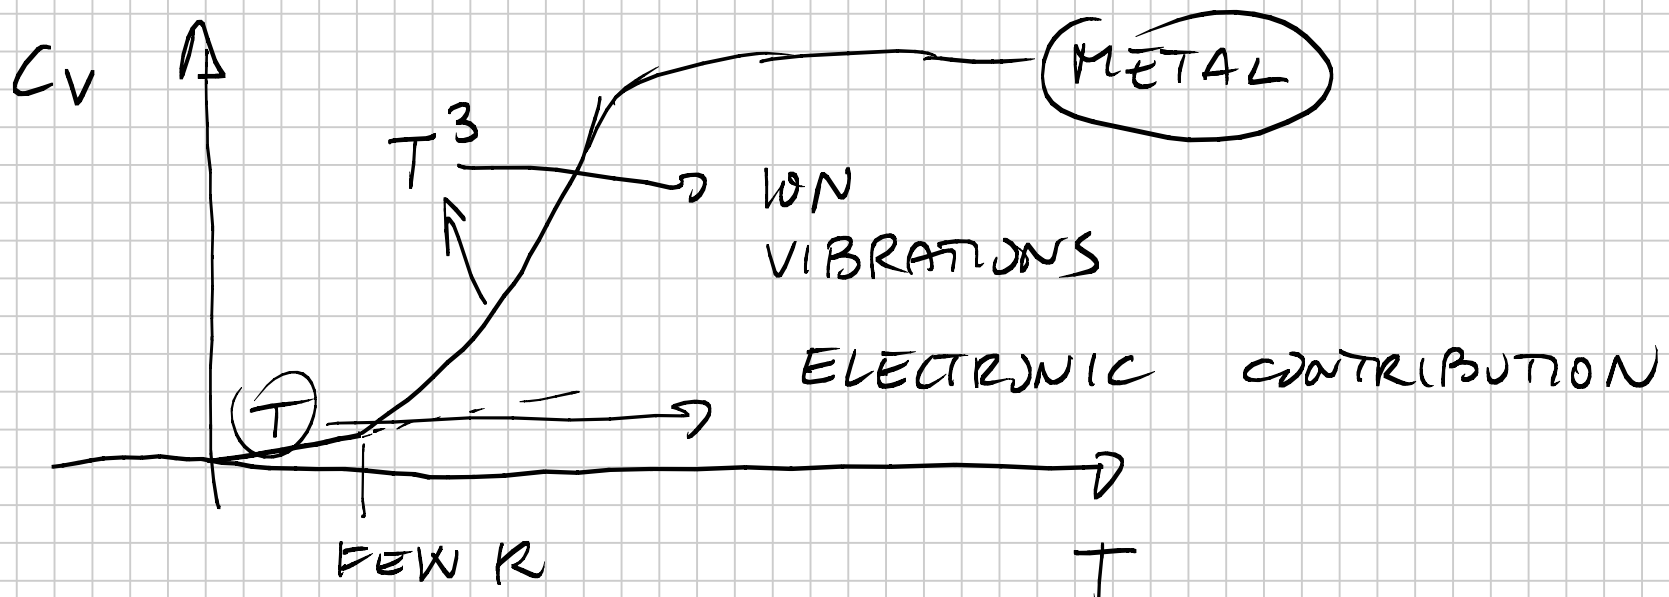 Cv
METAL
T³
ION
VIBRATIONS
ELECTRONIC CONTRIBUTION
T
FEW K
T